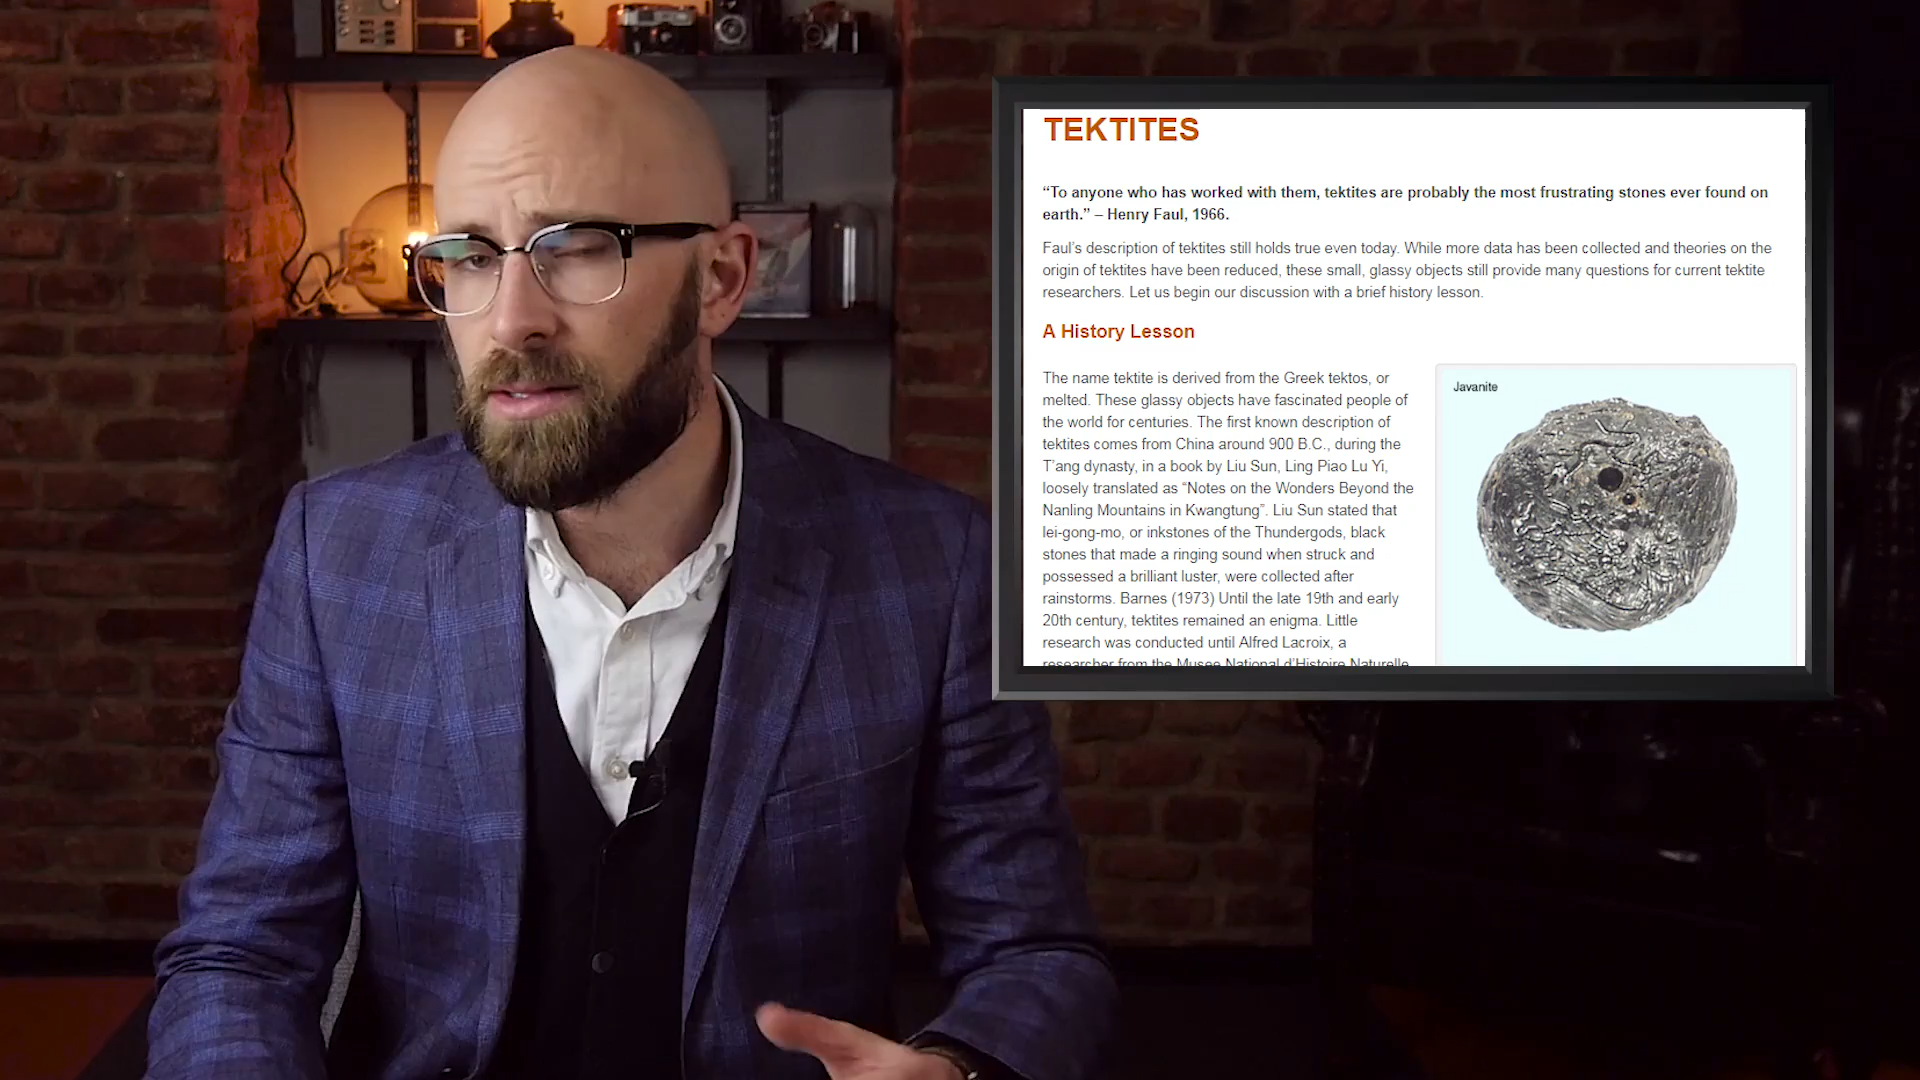 TEKTITES
“To anyone who has worked with them, tektites are probably the most frustrating stones ever found on
earth.” – Henry Faul, 1966.
Faul’s description of tektites still holds true even today. While more data has been collected and theories on the
origin of tektites have been reduced, these small, glassy objects still provide many questions for current tektite
researchers. Let us begin our discussion with a brief history lesson.
A History Lesson
The name tektite is derived from the Greek tektos, or
melted. These glassy objects have fascinated people of
the world for centuries. The first known description of
tektites comes from China around 900 B.C., during the
T’ang dynasty, in a book by Liu Sun, Ling Piao Lu Yi,
loosely translated as “Notes on the Wonders Beyond the
Nanling Mountains in Kwangtung”. Liu Sun stated that
lei-gong-mo, or inkstones of the Thundergods, black
stones that made a ringing sound when struck and
possessed a brilliant luster, were collected after
rainstorms. Barnes (1973) Until the late 19th and early
20th century, tektites remained an enigma. Little
research was conducted until Alfred Lacroix, a
researcher from the Musee National d’Histoire Naturelle
Javanite